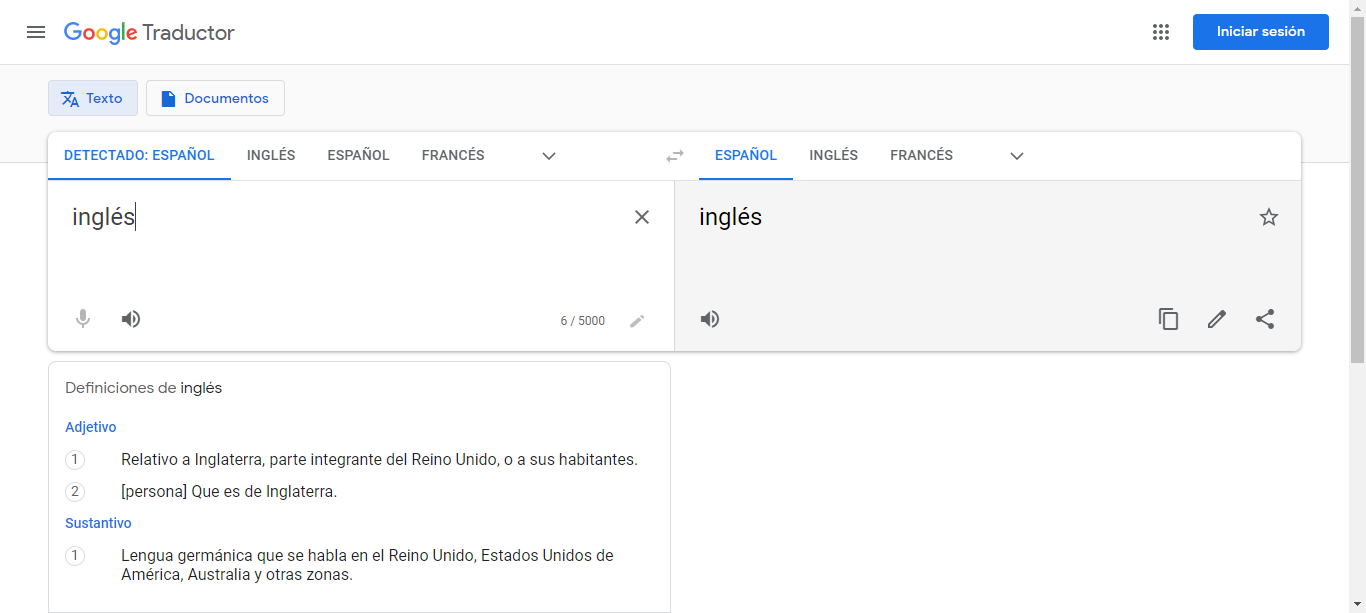 Google Traductor
Iniciar sesión
Texto
Documentos
DETECTADO: ESPAÑOL INGLÉS ESPAÑOL FRANCÉS
ESPAÑOL INGLÉS FRANCÉS
inglés
inglés
6 / 5000
Definiciones de inglés
Adjetivo
1 Relativo a Inglaterra, parte integrante del Reino Unido, o a sus habitantes.
2 [persona] Que es de Inglaterra.
Sustantivo
1 Lengua germánica que se habla en el Reino Unido, Estados Unidos de
América, Australia y otras zonas.